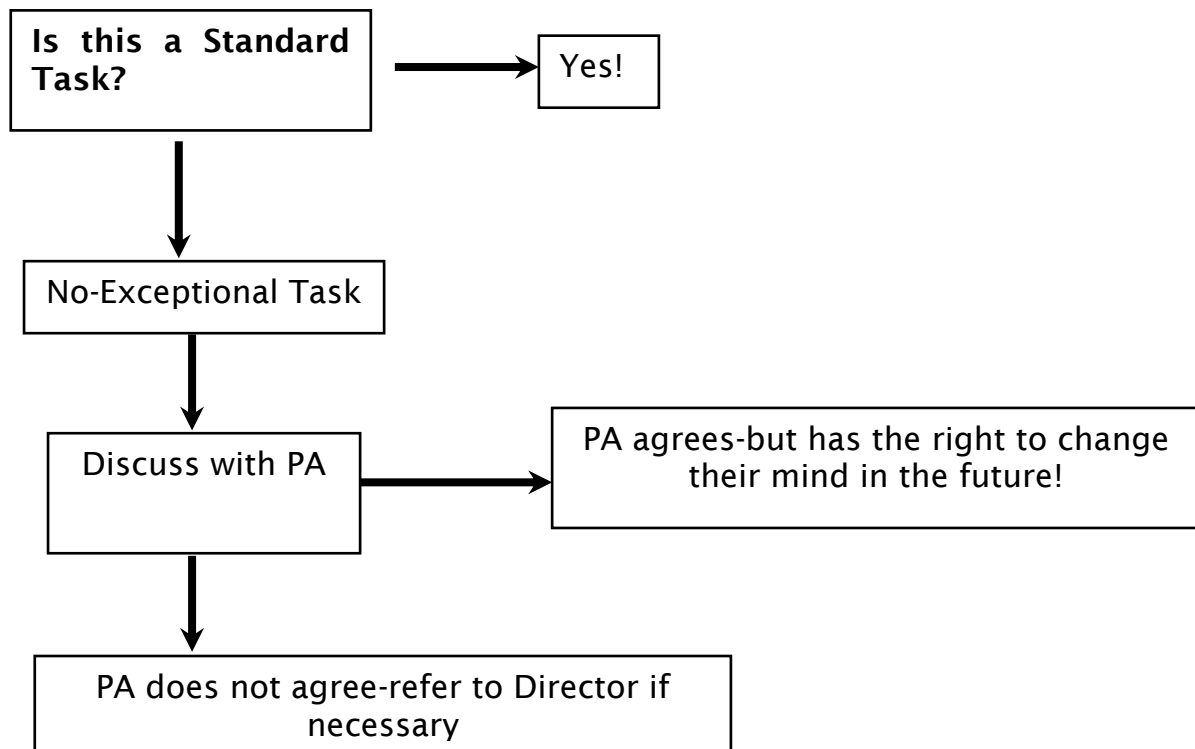 Is this a Standard
Task?
Yes!
No-Exceptional Task
Discuss with PA
PA agrees-but has the right to change
their mind in the future!
PA does not agree-refer to Director if
necessary